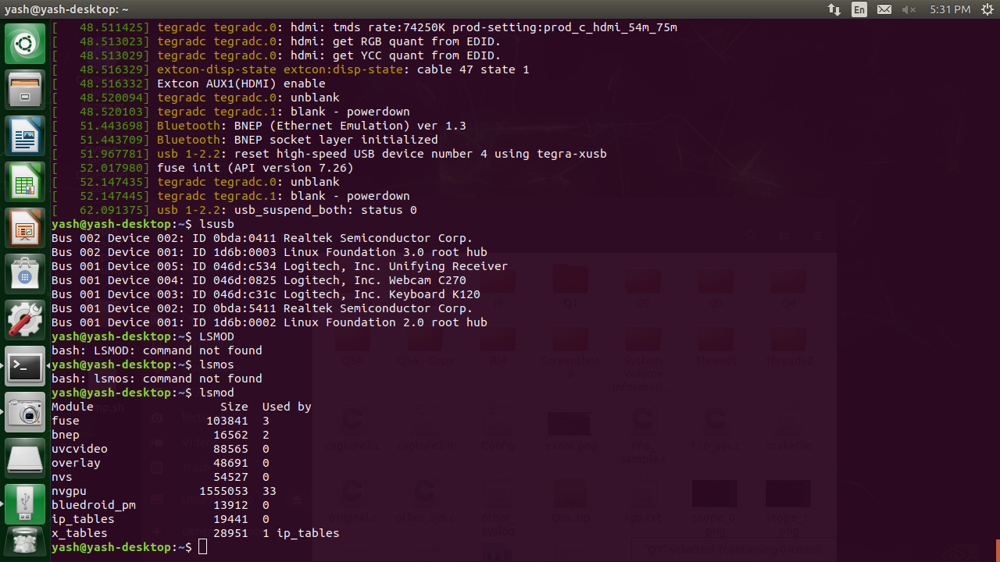 yash@yash-desktop: ~
En
5:31 PM
[   48.511425] tegradc tegradc.0: hdmi: tmds rate:74250K prod-setting:prod_c_hdmi_54m_75m
[   48.513023] tegradc tegradc.0: hdmi: get RGB quant from EDID.
[   48.513029] tegradc tegradc.0: hdmi: get YCC quant from EDID.
[   48.516329] extcon-disp-state extcon:disp-state: cable 47 state 1
[   48.516332] Extcon AUX1(HDMI) enable
[   48.520094] tegradc tegradc.0: unblank
[   48.520103] tegradc tegradc.1: blank - powerdown
[   51.443698] Bluetooth: BNEP (Ethernet Emulation) ver 1.3
[   51.443709] Bluetooth: BNEP socket layer initialized
[   51.967781] usb 1-2.2: reset high-speed USB device number 4 using tegra-xusb
[   52.017980] fuse init (API version 7.26)
[   52.147435] tegradc tegradc.0: unblank
[   52.147445] tegradc tegradc.1: blank - powerdown
[   62.091375] usb 1-2.2: usb_suspend_both: status 0
yash@yash-desktop:~$ lsusb
Bus 002 Device 002: ID 0bda:0411 Realtek Semiconductor Corp.
Bus 002 Device 001: ID 1d6b:0003 Linux Foundation 3.0 root hub
Bus 001 Device 005: ID 046d:c534 Logitech, Inc. Unifying Receiver
Bus 001 Device 004: ID 046d:0825 Logitech, Inc. Webcam C270
Bus 001 Device 003: ID 046d:c31c Logitech, Inc. Keyboard K120
Bus 001 Device 002: ID 0bda:5411 Realtek Semiconductor Corp.
Bus 001 Device 001: ID 1d6b:0002 Linux Foundation 2.0 root hub
yash@yash-desktop:~$ LSMOD
bash: LSMOD: command not found
yash@yash-desktop:~$ lsmos
bash: lsmos: command not found
yash@yash-desktop:~$ lsmod
Module                  Size  Used by
fuse                  103841  3
bnep                   16562  2
uvcvideo               88565  0
overlay                48691  0
nvs                    54527  0
nvgpu                1555053  33
bluedroid_pm           13912  0
ip_tables              19441  0
x_tables               28951  1 ip_tables
yash@yash-desktop:~$